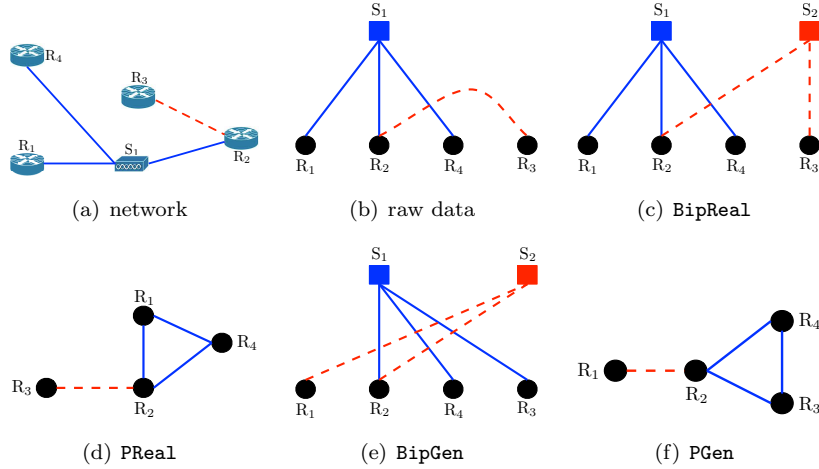 R₄
R₃
S₁
R₁
R₂
(a) network
S₁
R₁
R₂
R₄
R₃
(b) raw data
S₁
S₂
R₁
R₂
R₄
R₃
(c) BipReal
R₁
R₄
R₃
R₂
(d) PReal
S₁
S₂
R₁
R₂
R₄
R₃
(e) BipGen
R₄
R₁
R₂
R₃
(f) PGen